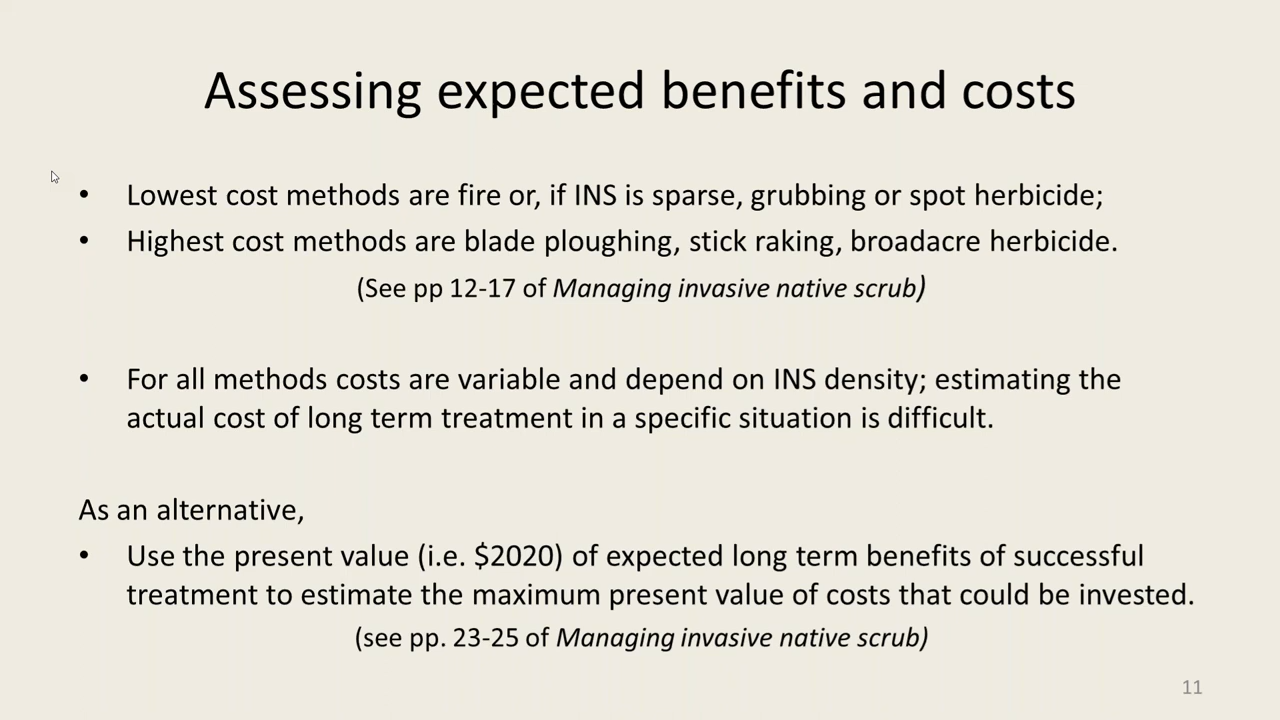 Assessing expected benefits and costs
• Lowest cost methods are fire or, if INS is sparse, grubbing or spot herbicide;
• Highest cost methods are blade ploughing, stick raking, broadacre herbicide.
(See pp 12-17 of Managing invasive native scrub)
• For all methods costs are variable and depend on INS density; estimating the
actual cost of long term treatment in a specific situation is difficult.
As an alternative,
• Use the present value (i.e. $2020) of expected long term benefits of successful
treatment to estimate the maximum present value of costs that could be invested.
(see pp. 23-25 of Managing invasive native scrub)
11